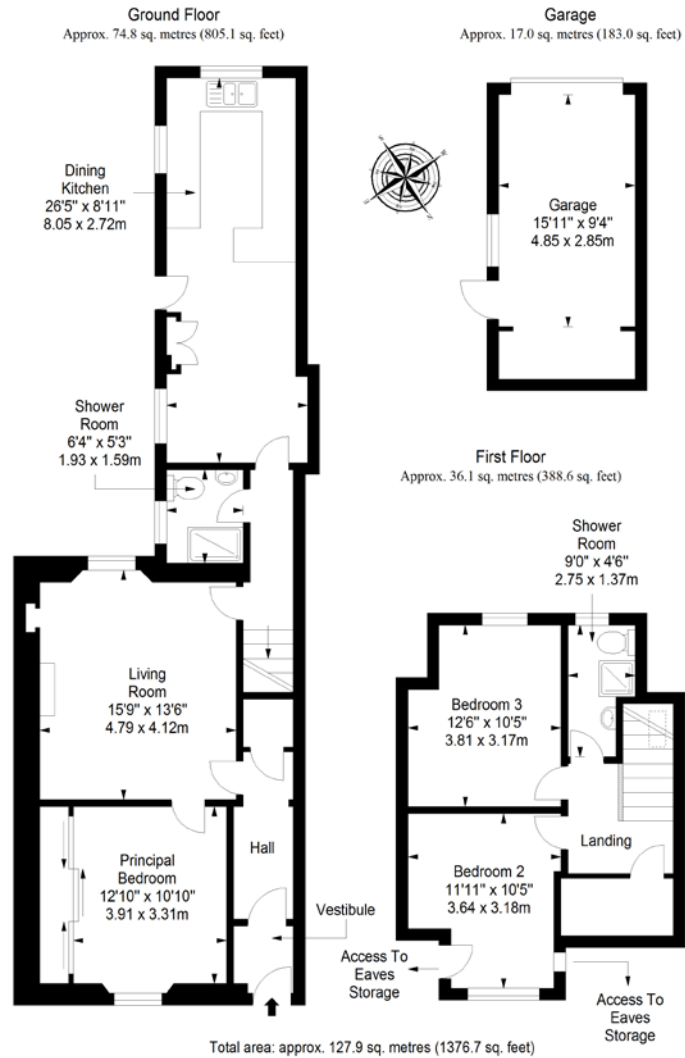 Ground Floor
Approx. 74.8 sq. metres (805.1 sq. feet)
Garage
Approx. 17.0 sq. metres (183.0 sq. feet)
Dining
Kitchen
26'5" x 8'11"
8.05 x 2.72m
Garage
15'11" x 9'4"
4.85 x 2.85m
Shower
Room
6'4" x 5'3"
1.93 x 1.59m
First Floor
Approx. 36.1 sq. metres (388.6 sq. feet)
Shower
Room
9'0" x 4'6"
2.75 x 1.37m
Living
Room
15'9" x 13'6"
4.79 x 4.12m
Bedroom 3
12'6" x 10'5"
3.81 x 3.17m
Hall
Landing
Principal
Bedroom
12'10" x 10'10"
3.91 x 3.31m
Bedroom 2
11'11" x 10'5"
3.64 x 3.18m
Vestibule
Access To
Eaves
Storage
Access To
Eaves
Storage
Total area: approx. 127.9 sq. metres (1376.7 sq. feet)